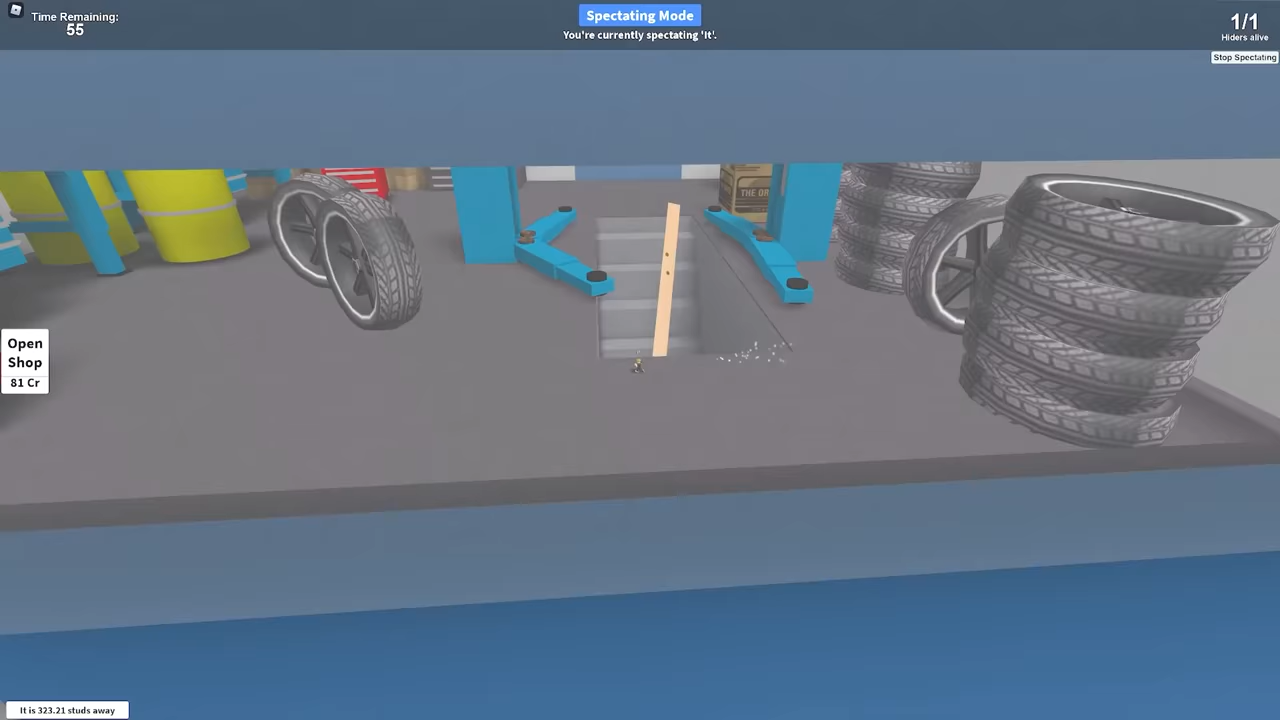 Time Remaining:
55
Spectating Mode
You're currently spectating 'It'.
1/1
Hiders alive
Stop Spectating
THE OR
Open
Shop
81 Cr
It is 323.21 studs away